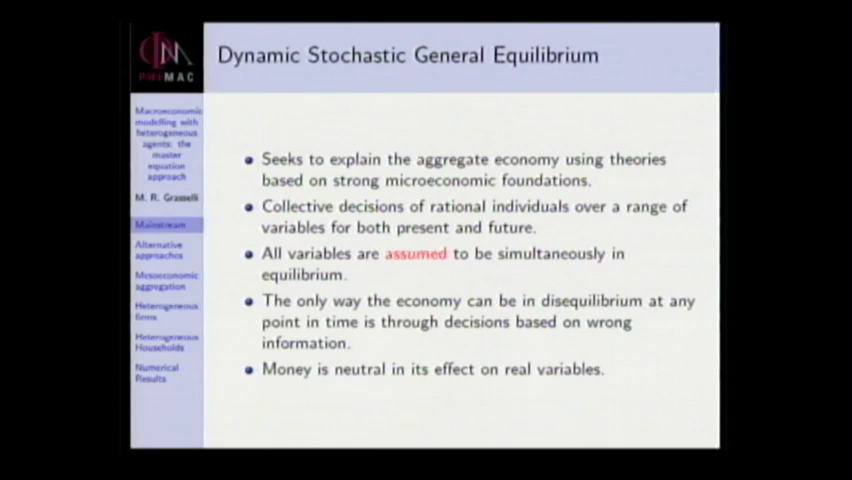 PHIMAC
Dynamic Stochastic General Equilibrium
Macroeconomic
modelling with
heterogeneous
agents: the
master
equation
approach
M. R. Grasselli
Mainstream
Alternative
approaches
Mesoeconomic
aggregation
Heterogeneous
firms
Heterogeneous
Households
Numerical
Results
Seeks to explain the aggregate economy using theories
based on strong microeconomic foundations.
Collective decisions of rational individuals over a range of
variables for both present and future.
All variables are assumed to be simultaneously in
equilibrium.
The only way the economy can be in disequilibrium at any
point in time is through decisions based on wrong
information.
Money is neutral in its effect on real variables.